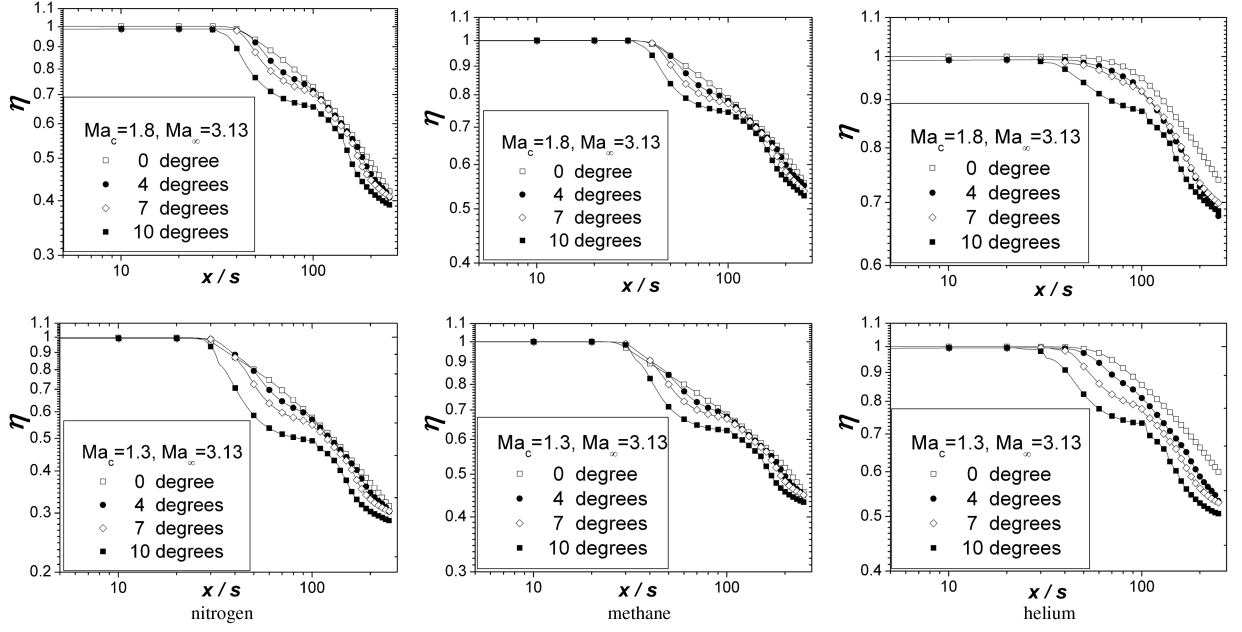 1.1
1
0.9
0.8
0.7
0.6
0.5
0.4
0.3
η
Ma_c=1.8, Ma_∞=3.13
0 degree
4 degrees
7 degrees
10 degrees
10
100
x / s
1.1
1
0.9
0.8
0.7
0.6
0.5
0.4
η
Ma_c=1.8, Ma_∞=3.13
0 degree
4 degrees
7 degrees
10 degrees
10
100
x / s
1.1
1
0.9
0.8
0.7
0.6
η
Ma_c=1.8, Ma_∞=3.13
0 degree
4 degrees
7 degrees
10 degrees
10
100
x / s
1.1
1
0.9
0.8
0.7
0.6
0.5
0.4
0.3
0.2
η
Ma_c=1.3, Ma_∞=3.13
0 degree
4 degrees
7 degrees
10 degrees
10
100
x / s
nitrogen
1.1
1
0.9
0.8
0.7
0.6
0.5
0.4
0.3
η
Ma_c=1.3, Ma_∞=3.13
0 degree
4 degrees
7 degrees
10 degrees
10
100
x / s
methane
1.1
1
0.9
0.8
0.7
0.6
0.5
0.4
η
Ma_c=1.3, Ma_∞=3.13
0 degree
4 degrees
7 degrees
10 degrees
10
100
x / s
helium